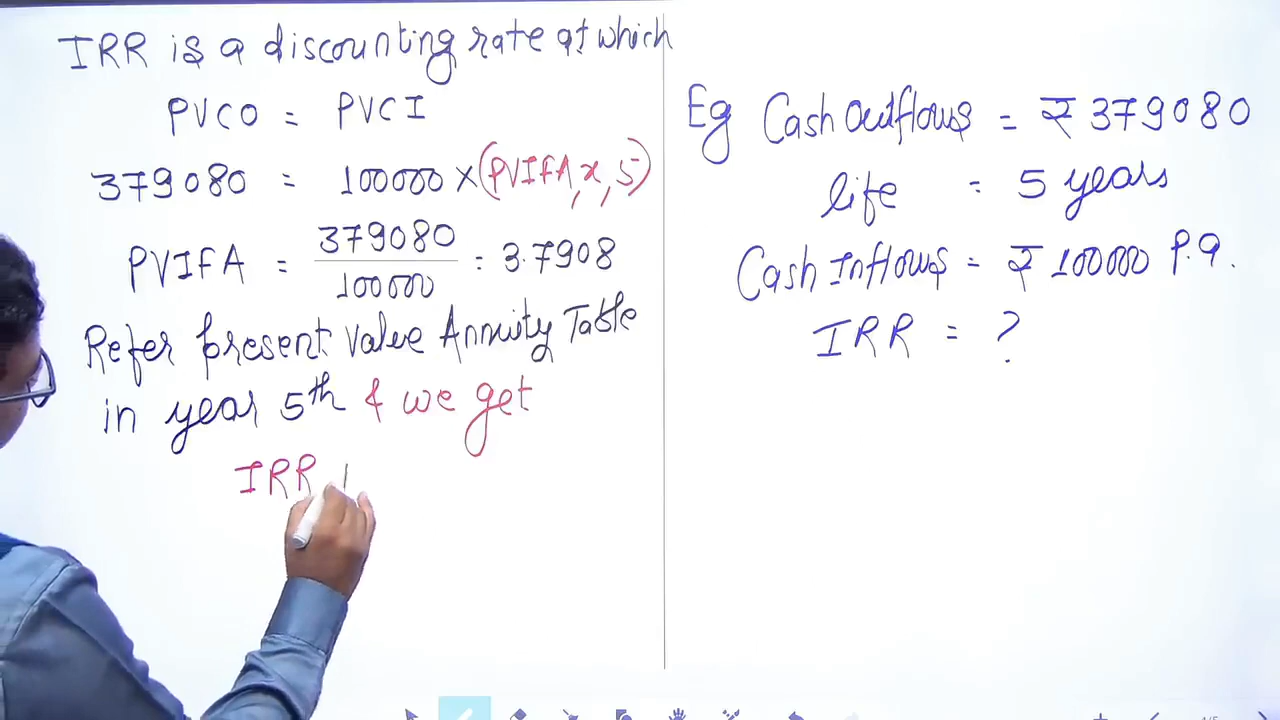 IRR is a discounting rate at which
PVCO = PVCI
379080 = 100000 × (PVIFA, x, 5)
PVIFA = 379080 / 100000 = 3.7908
Refer present value Annuity Table
in year 5th & we get
IRR
Eg Cash Outflows = ₹ 379080
life = 5 years
Cash Inflows = ₹ 100000 P.a.
IRR = ?